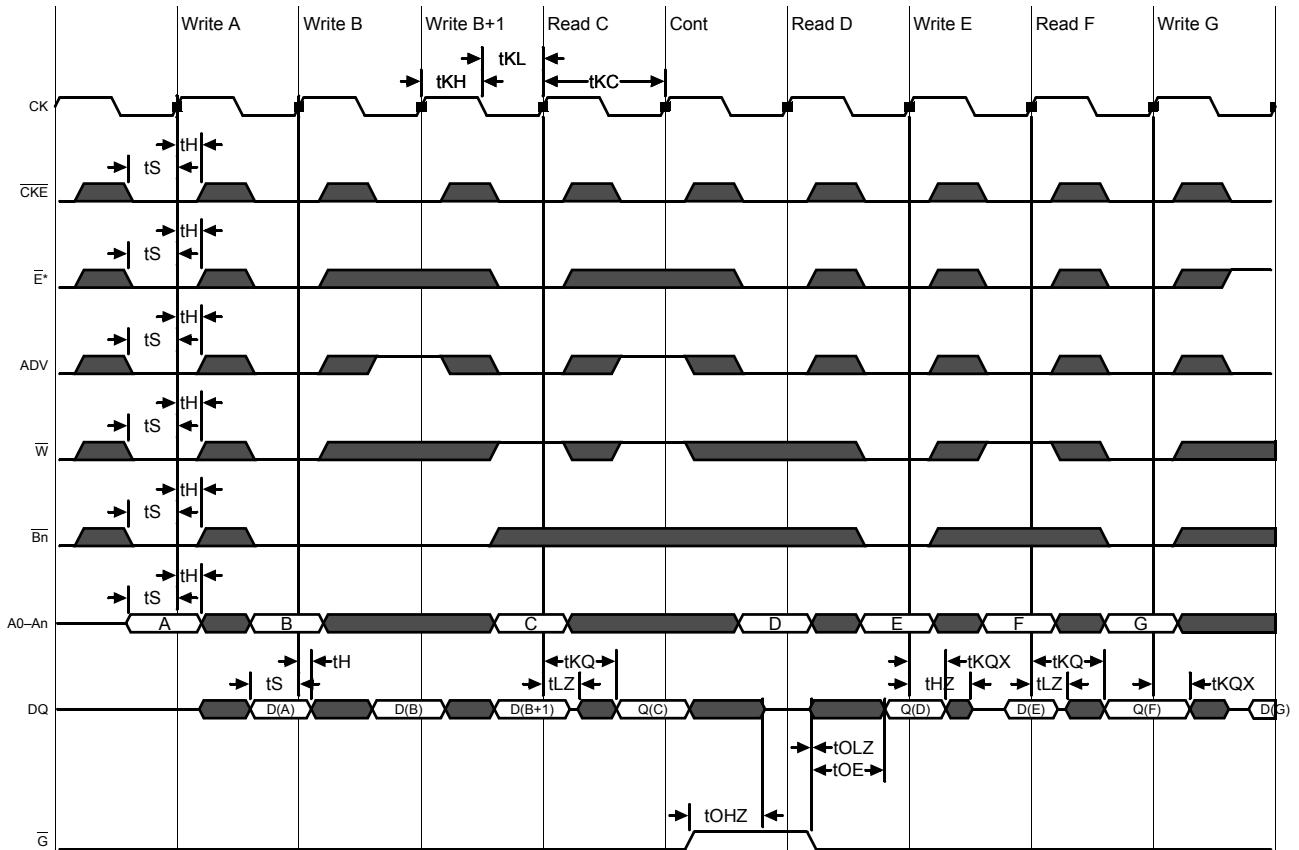 Write A Write B Write B+1 Read C Cont Read D Write E Read F Write G
tKL
tKH tKC
CK
tH
tS
CKE
tH
tS
E*
tH
tS
ADV
tH
tS
W
tH
tS
Bn
tH
tS
A0–An A B C D E F G
tH tKQ tKQX tKQ
tS tLZ tHZ tLZ tKQX
DQ D(A) D(B) D(B+1) Q(C) Q(D) D(E) Q(F) D(G)
tOLZ
tOE
tOHZ
G